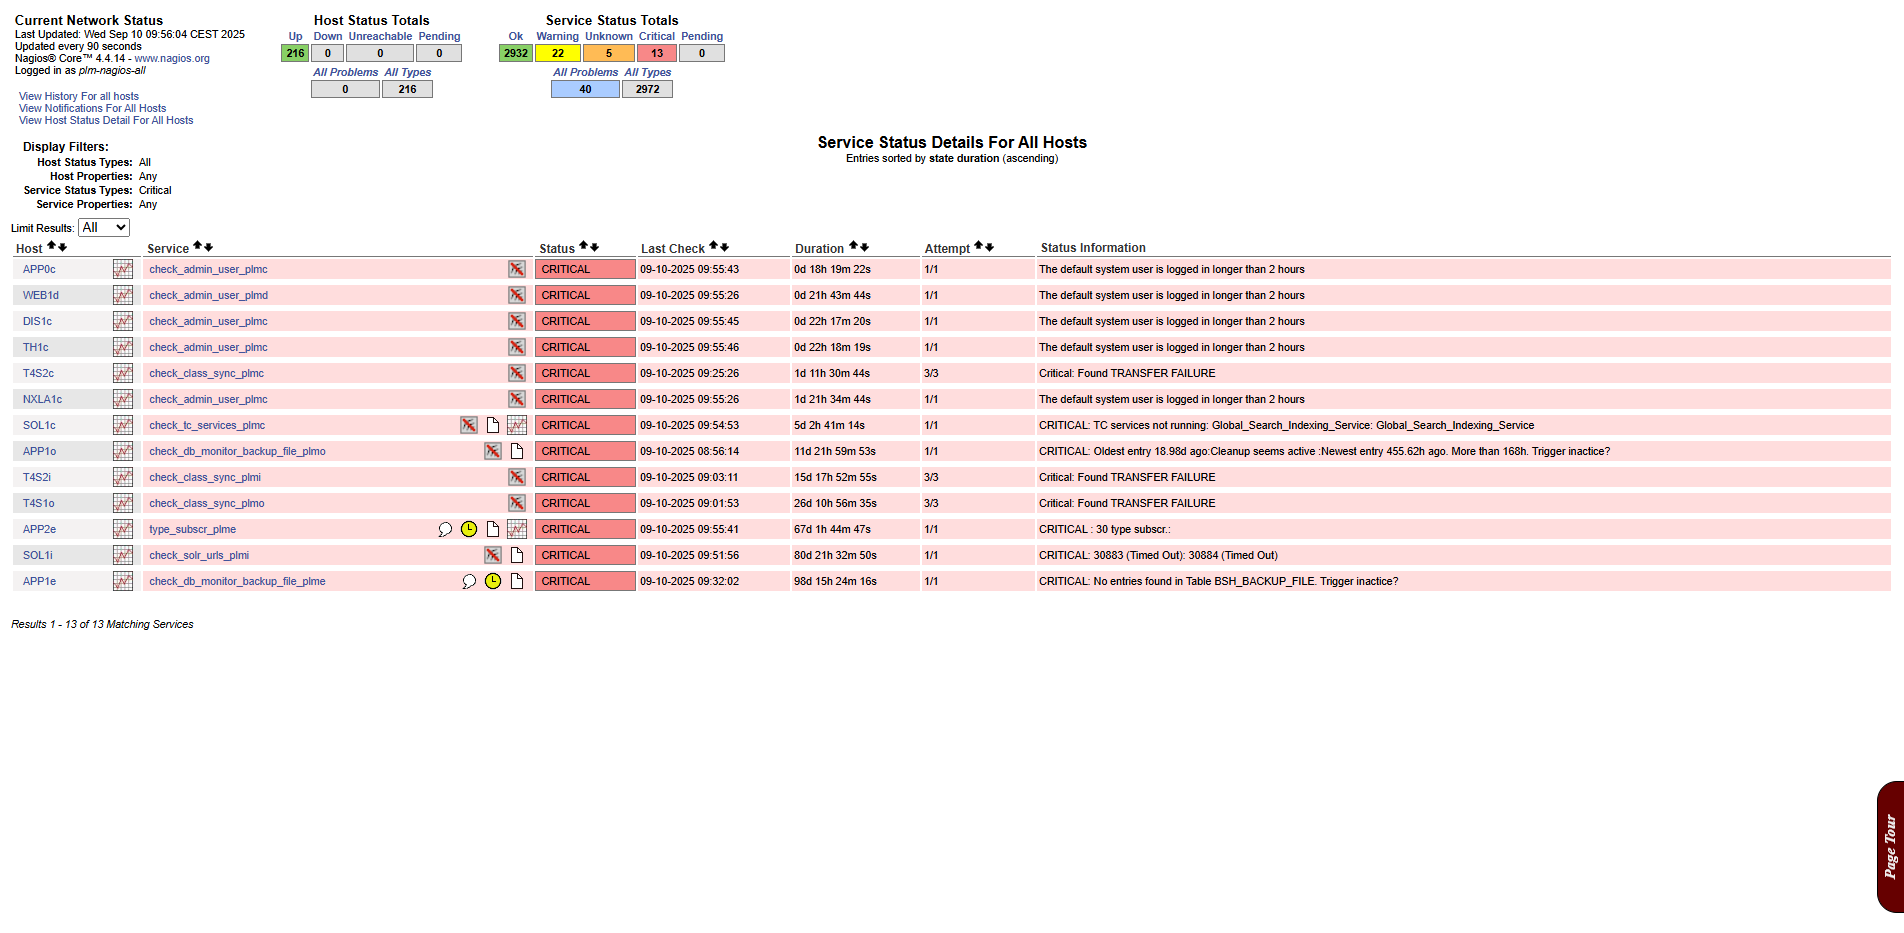 Current Network Status
Last Updated: Wed Sep 10 09:56:04 CEST 2025
Updated every 90 seconds
Nagios® Core™ 4.4.14 - www.nagios.org
Logged in as plm-nagios-all
View History For all hosts
View Notifications For All Hosts
View Host Status Detail For All Hosts
Host Status Totals
Up Down Unreachable Pending
216 0 0 0
All Problems All Types
0 216
Service Status Totals
Ok Warning Unknown Critical Pending
2932 22 5 13 0
All Problems All Types
40 2972
Display Filters:
Host Status Types: All
Host Properties: Any
Service Status Types: Critical
Service Properties: Any
Service Status Details For All Hosts
Entries sorted by state duration (ascending)
Limit Results: All
Host Service Status Last Check Duration Attempt Status Information
APP0c check_admin_user_plmc CRITICAL 09-10-2025 09:55:43 0d 18h 19m 22s 1/1 The default system user is logged in longer than 2 hours
WEB1d check_admin_user_plmd CRITICAL 09-10-2025 09:55:26 0d 21h 43m 44s 1/1 The default system user is logged in longer than 2 hours
DIS1c check_admin_user_plmc CRITICAL 09-10-2025 09:55:45 0d 22h 17m 20s 1/1 The default system user is logged in longer than 2 hours
TH1c check_admin_user_plmc CRITICAL 09-10-2025 09:55:46 0d 22h 18m 19s 1/1 The default system user is logged in longer than 2 hours
T4S2c check_class_sync_plmc CRITICAL 09-10-2025 09:25:26 1d 11h 30m 44s 3/3 Critical: Found TRANSFER FAILURE
NXLA1c check_admin_user_plmc CRITICAL 09-10-2025 09:55:26 1d 21h 34m 44s 1/1 The default system user is logged in longer than 2 hours
SOL1c check_tc_services_plmc CRITICAL 09-10-2025 09:54:53 5d 2h 41m 14s 1/1 CRITICAL: TC services not running: Global_Search_Indexing_Service: Global_Search_Indexing_Service
APP1o check_db_monitor_backup_file_plmo CRITICAL 09-10-2025 08:56:14 11d 21h 59m 53s 1/1 CRITICAL: Oldest entry 18.98d ago:Cleanup seems active :Newest entry 455.62h ago. More than 168h. Trigger inactice?
T4S2i check_class_sync_plmi CRITICAL 09-10-2025 09:03:11 15d 17h 52m 55s 3/3 Critical: Found TRANSFER FAILURE
T4S1o check_class_sync_plmo CRITICAL 09-10-2025 09:01:53 26d 10h 56m 35s 3/3 Critical: Found TRANSFER FAILURE
APP2e type_subscr_plme CRITICAL 09-10-2025 09:55:41 67d 1h 44m 47s 1/1 CRITICAL : 30 type subscr.:
SOL1i check_solr_urls_plmi CRITICAL 09-10-2025 09:51:56 80d 21h 32m 50s 1/1 CRITICAL: 30883 (Timed Out): 30884 (Timed Out)
APP1e check_db_monitor_backup_file_plme CRITICAL 09-10-2025 09:32:02 98d 15h 24m 16s 1/1 CRITICAL: No entries found in Table BSH_BACKUP_FILE. Trigger inactice?
Results 1 - 13 of 13 Matching Services
Page Tour